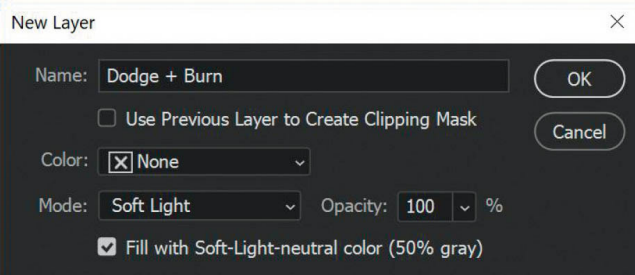 New Layer
Name: Dodge + Burn
OK
Use Previous Layer to Create Clipping Mask
Cancel
Color: None
Mode: Soft Light Opacity: 100 %
Fill with Soft-Light-neutral color (50% gray)